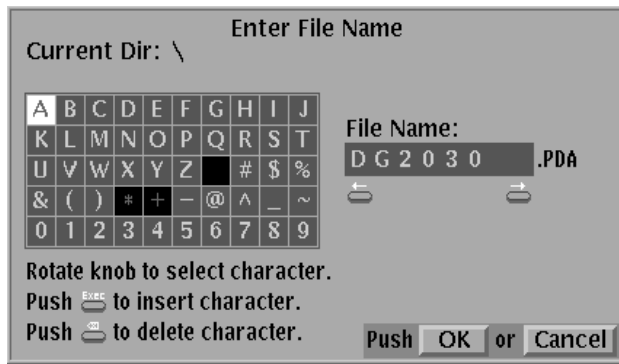 Enter File Name
Current Dir: \
A B C D E F G H I J
K L M N O P Q R S T
U V W X Y Z # $ %
& ( ) * + − @ ^ _ ~
0 1 2 3 4 5 6 7 8 9
File Name:
DG2030 .PDA
← →
Rotate knob to select character.
Push Exec to insert character.
Push to delete character.
Push OK or Cancel